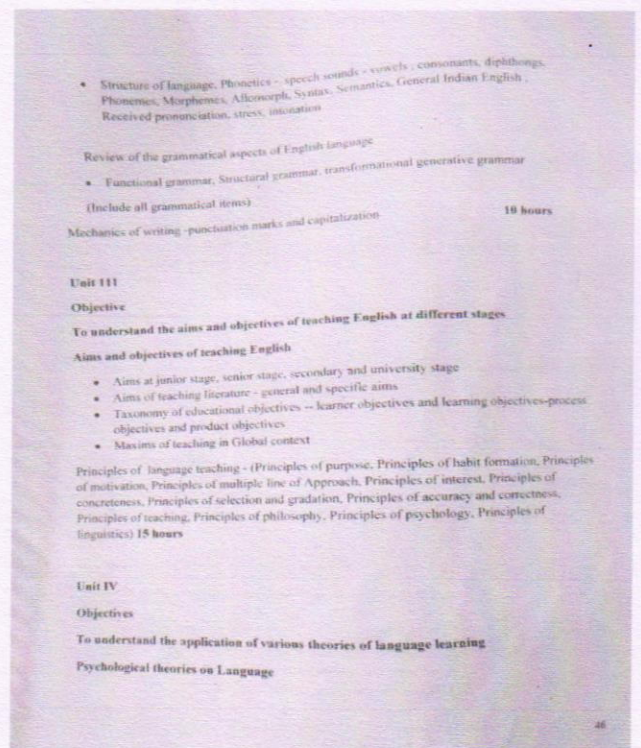 • Structure of language, Phonetics - speech sounds - vowels , consonants, diphthongs,
Phonemes, Morphemes, Allomorph, Syntax, Semantics, General Indian English ,
Received pronunciation, stress, intonation
Review of the grammatical aspects of English language
• Functional grammar, Structural grammar, transformational generative grammar
(Include all grammatical items)
10 hours
Mechanics of writing -punctuation marks and capitalization
Unit 111
Objective
To understand the aims and objectives of teaching English at different stages
Aims and objectives of teaching English
• Aims at junior stage, senior stage, secondary and university stage
• Aims of teaching literature - general and specific aims
• Taxonomy of educational objectives -- learner objectives and learning objectives-process
objectives and product objectives
• Maxims of teaching in Global context
Principles of language teaching - (Principles of purpose, Principles of habit formation, Principles
of motivation, Principles of multiple line of Approach, Principles of interest, Principles of
concreteness, Principles of selection and gradation, Principles of accuracy and correctness,
Principles of teaching, Principles of philosophy, Principles of psychology, Principles of
linguistics) 15 hours
Unit IV
Objectives
To understand the application of various theories of language learning
Psychological theories on Language
46